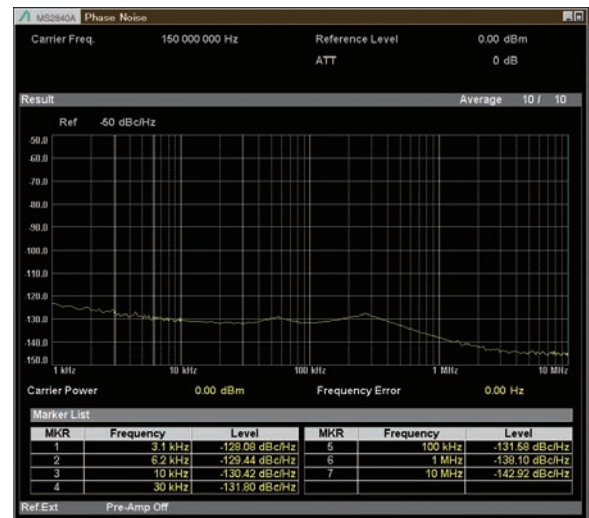 MS2840A Phase Noise
Carrier Freq. 150 000 000 Hz Reference Level 0.00 dBm
ATT 0 dB
Result Average 10 / 10
Ref -50 dBc/Hz
-50.0
-60.0
-70.0
-80.0
-90.0
-100.0
-110.0
-120.0
-130.0
-140.0
-150.0
1 kHz 10 kHz 100 kHz 1 MHz 10 MHz
Carrier Power 0.00 dBm Frequency Error 0.00 Hz
Marker List
MKR Frequency Level MKR Frequency Level
1 3.1 kHz -128.08 dBc/Hz 5 100 kHz -131.58 dBc/Hz
2 6.2 kHz -129.44 dBc/Hz 6 1 MHz -138.10 dBc/Hz
3 10 kHz -130.42 dBc/Hz 7 10 MHz -142.92 dBc/Hz
4 30 kHz -131.80 dBc/Hz
Ref.Ext Pre-Amp Off